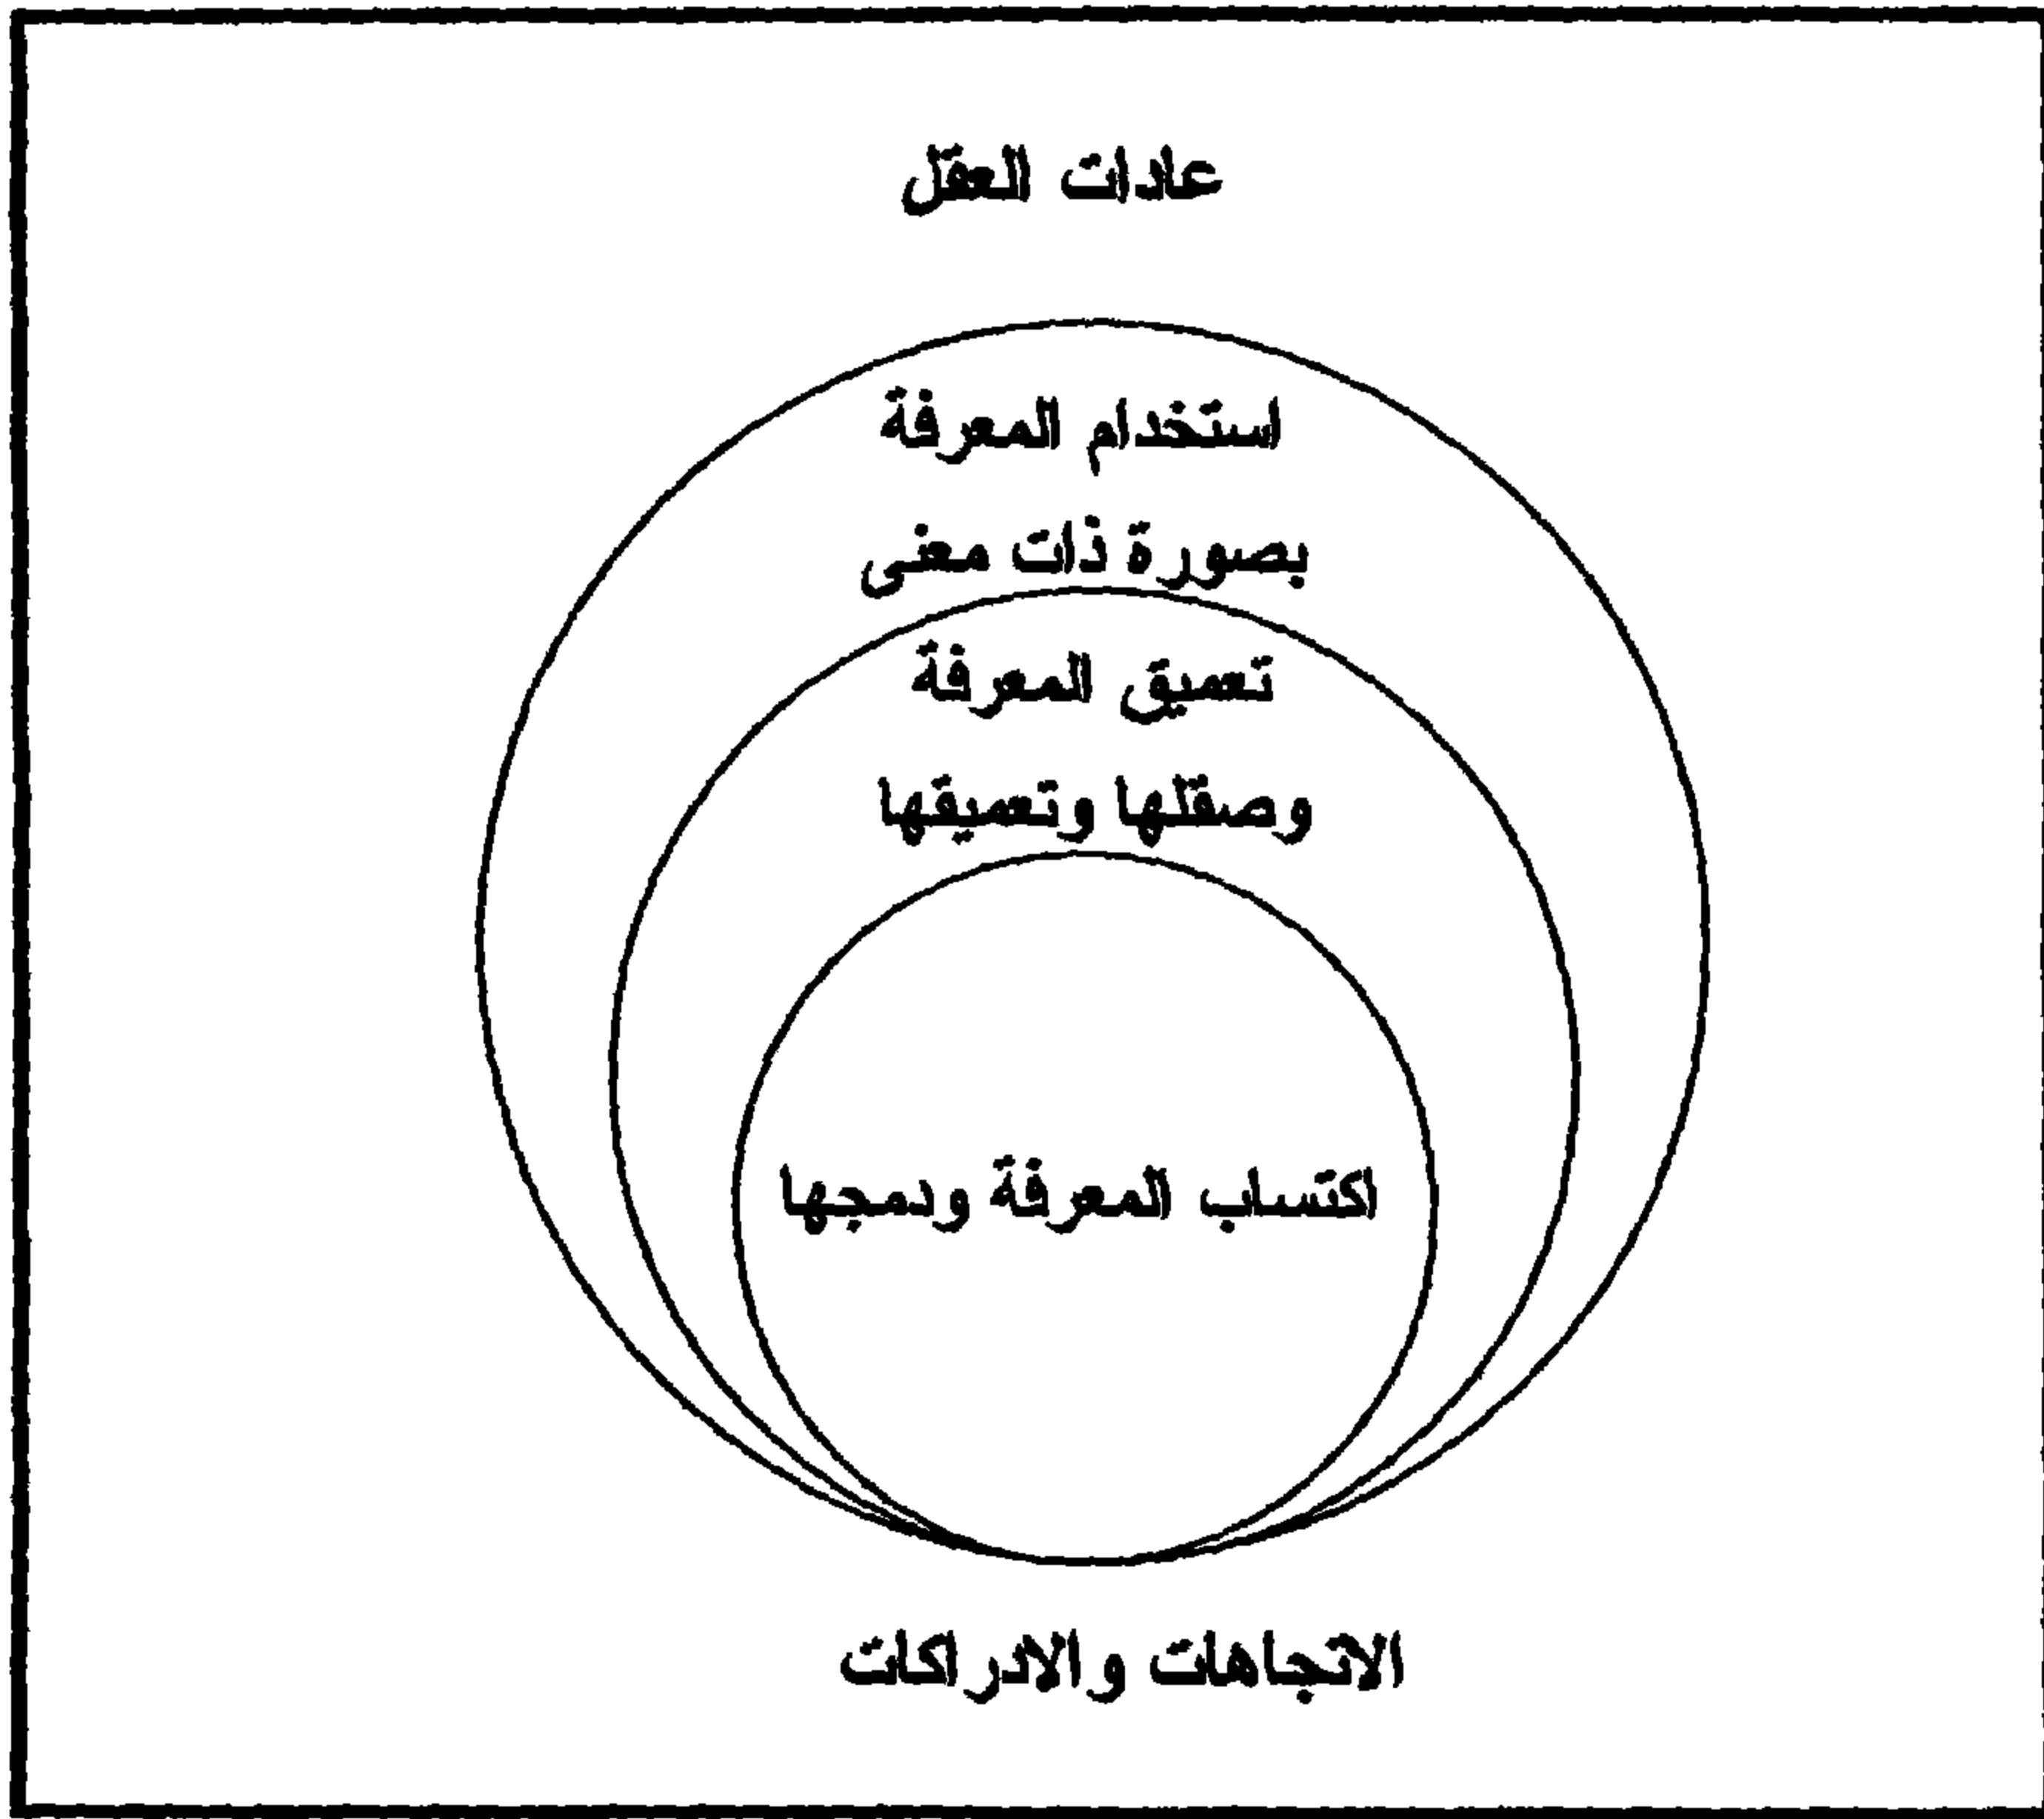 عادات العقل
استخدام المعرفة
بصورة ذات معنى
تعميق المعرفة
وصقلها وتعميقها
اكتساب المعرفة ودمجها
الاتجاهات والادراكات